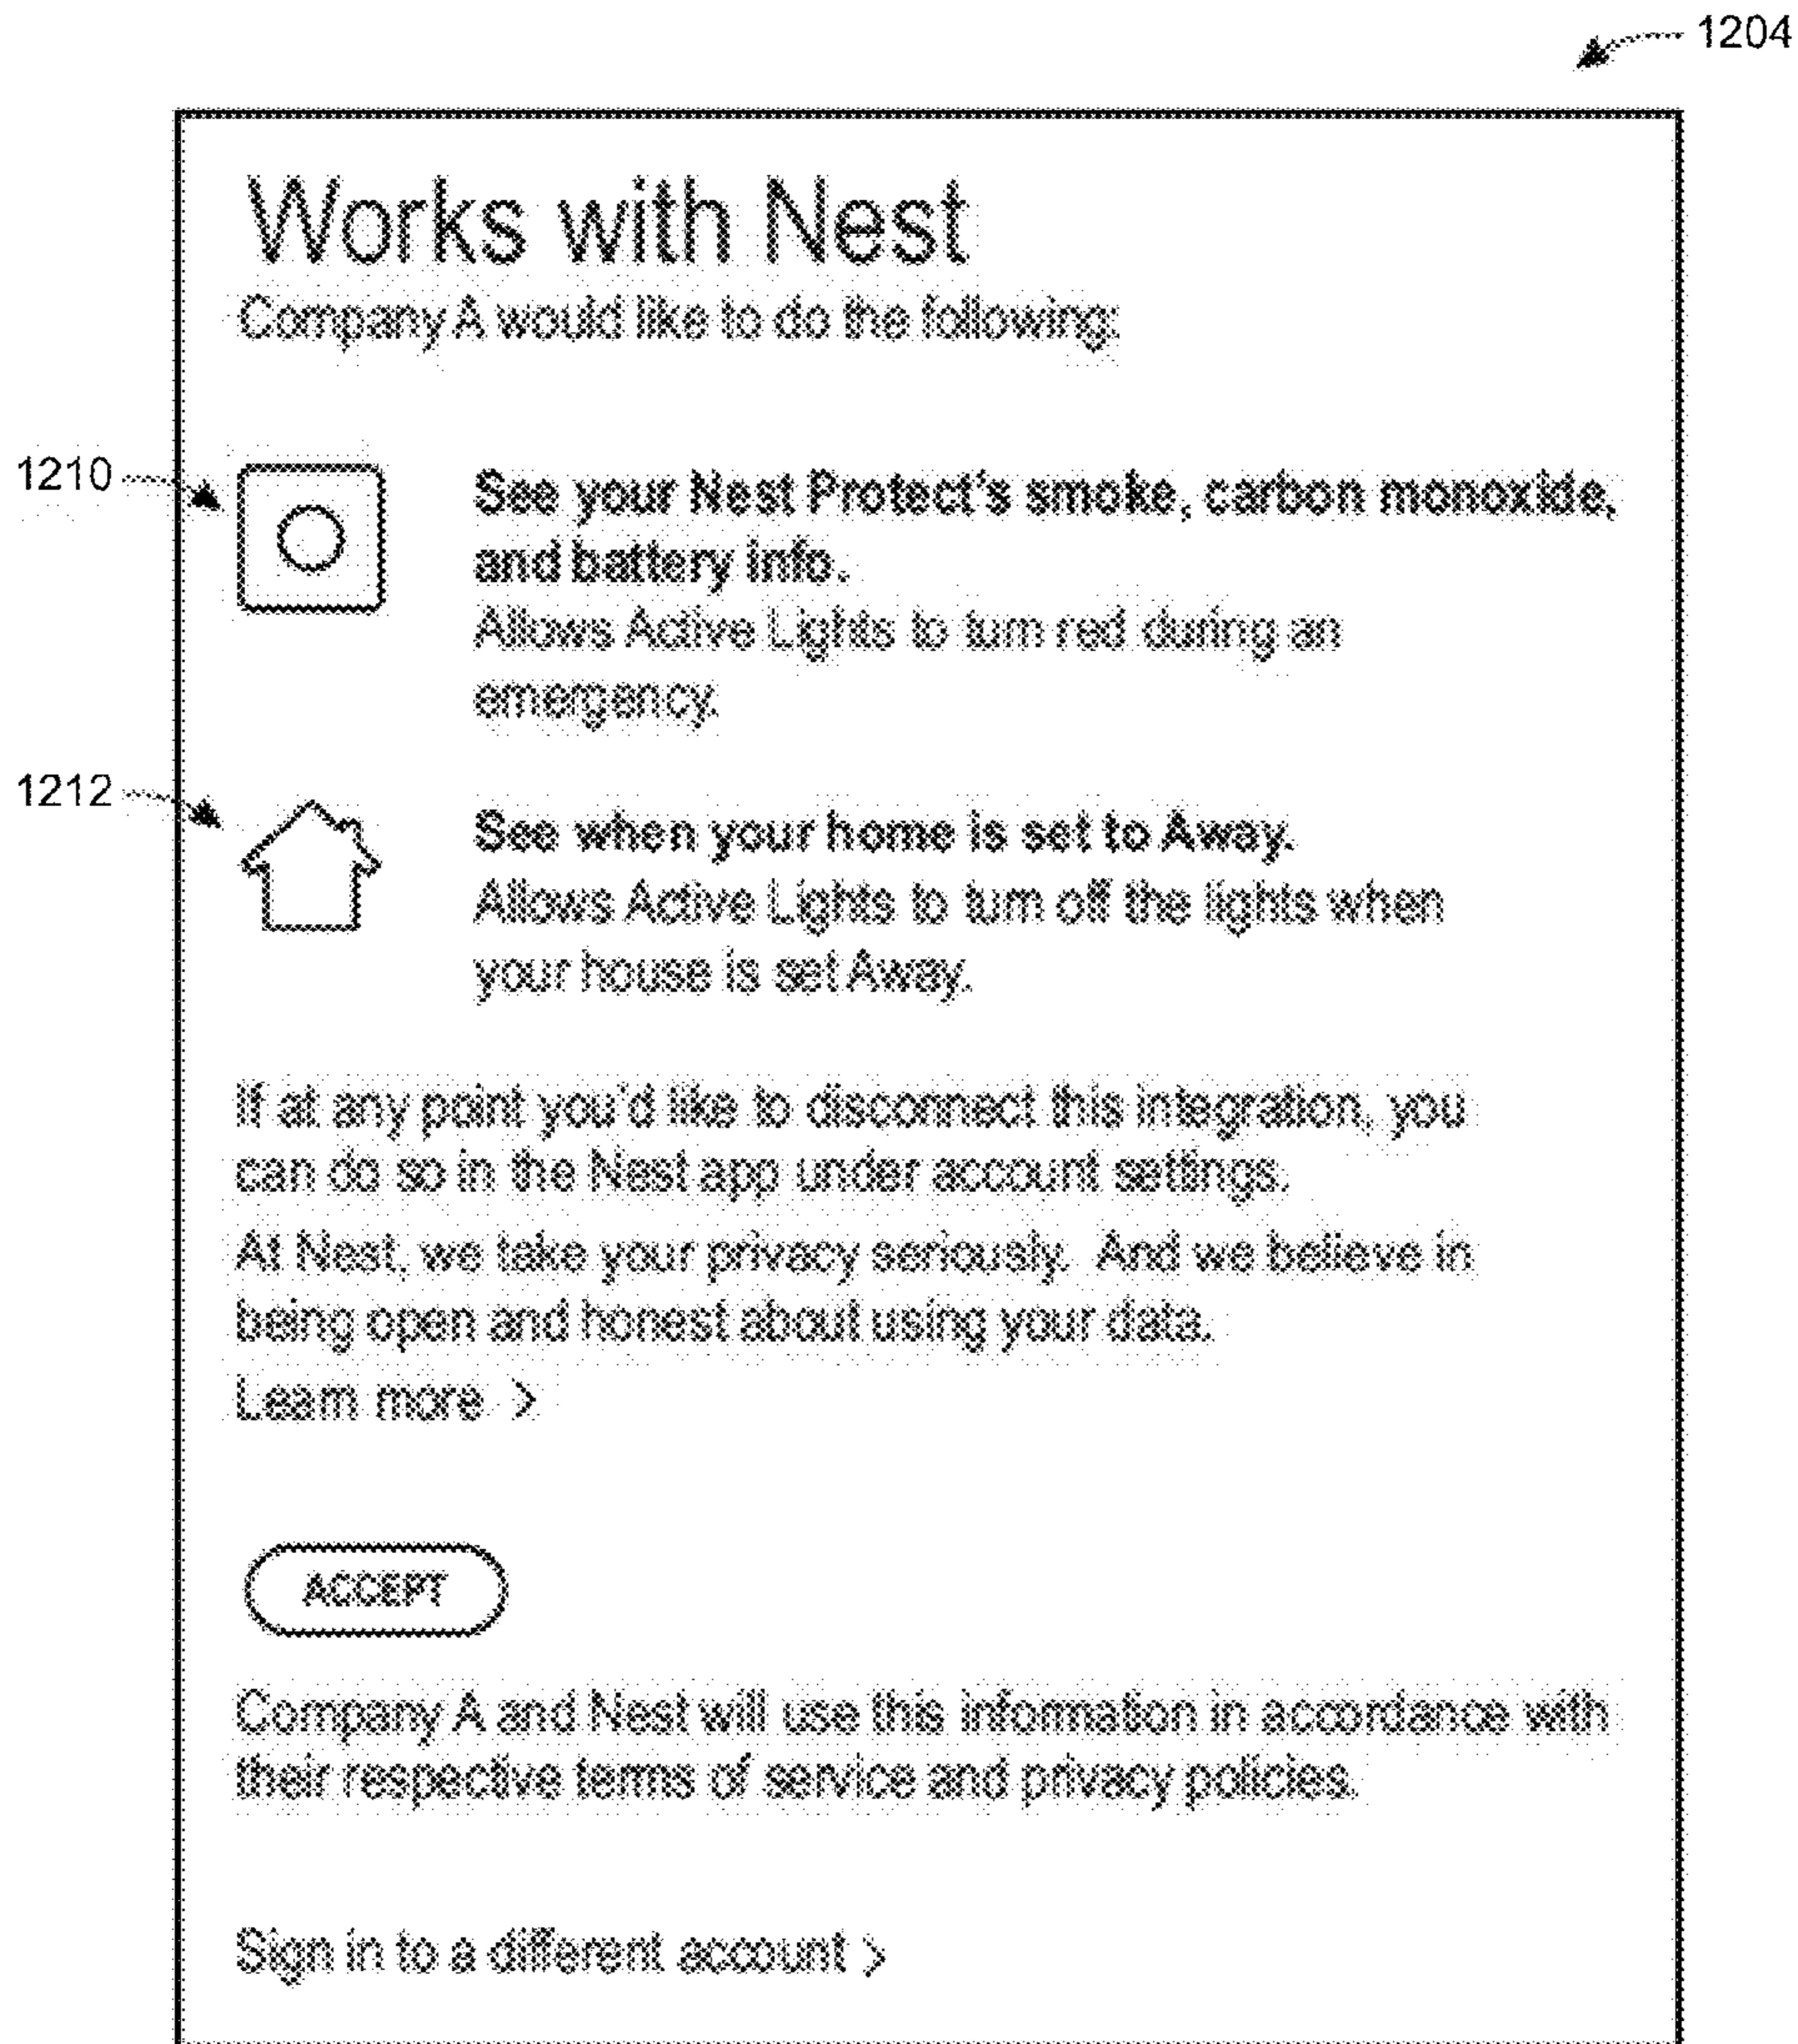 1204
Works with Nest
Company A would like to do the following:
1210
See your Nest Protect's smoke, carbon monoxide,
and battery info.
Allows Active Lights to turn red during an
emergency.
1212
See when your home is set to Away.
Allows Active Lights to turn off the lights when
your house is set Away.
If at any point you'd like to disconnect this integration, you
can do so in the Nest app under account settings.
At Nest, we take your privacy seriously. And we believe in
being open and honest about using your data.
Learn more >
ACCEPT
Company A and Nest will use this information in accordance with
their respective terms of service and privacy policies.
Sign in to a different account >